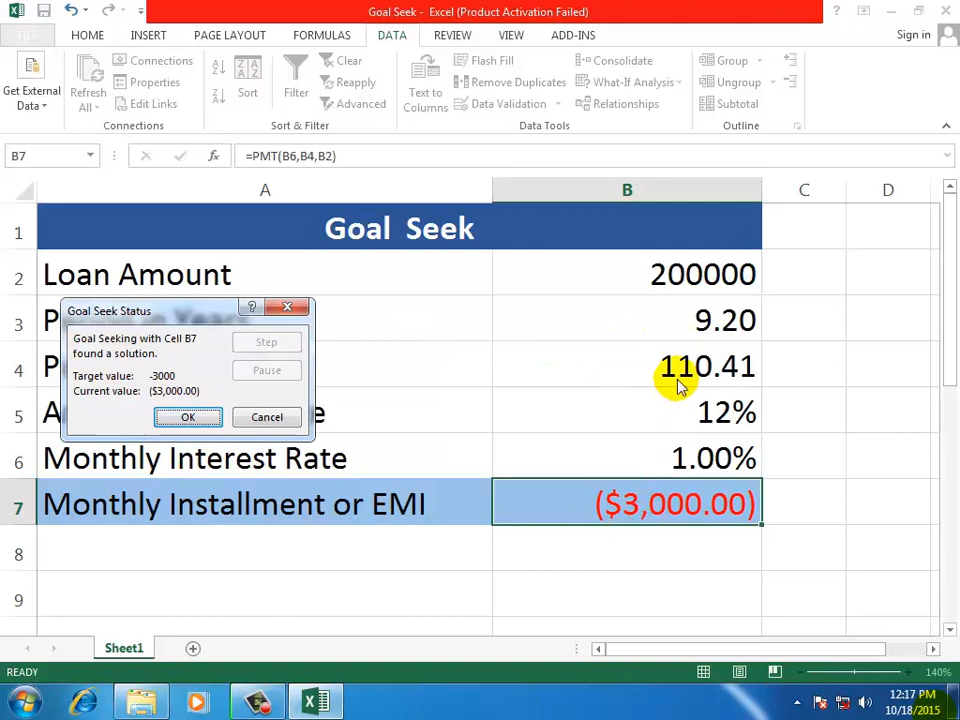 Goal Seek - Excel (Product Activation Failed)
FILE HOME INSERT PAGE LAYOUT FORMULAS DATA REVIEW VIEW ADD-INS Sign in
Get External Data
Refresh All
Connections
Properties
Edit Links
Connections
Sort
Filter
Clear
Reapply
Advanced
Sort & Filter
Text to Columns
Flash Fill
Remove Duplicates
Data Validation
Consolidate
What-If Analysis
Relationships
Data Tools
Group
Ungroup
Subtotal
Outline
B7 fx =PMT(B6,B4,B2)
A B C D
1 Goal Seek
2 Loan Amount 200000
3 9.20
4 110.41
5 12%
6 Monthly Interest Rate 1.00%
7 Monthly Installment or EMI ($3,000.00)
8
9
Goal Seek Status
Goal Seeking with Cell B7
found a solution.
Target value: -3000
Current value: ($3,000.00)
Step
Pause
OK Cancel
Sheet1
READY 140%
12:17 PM
10/18/2015